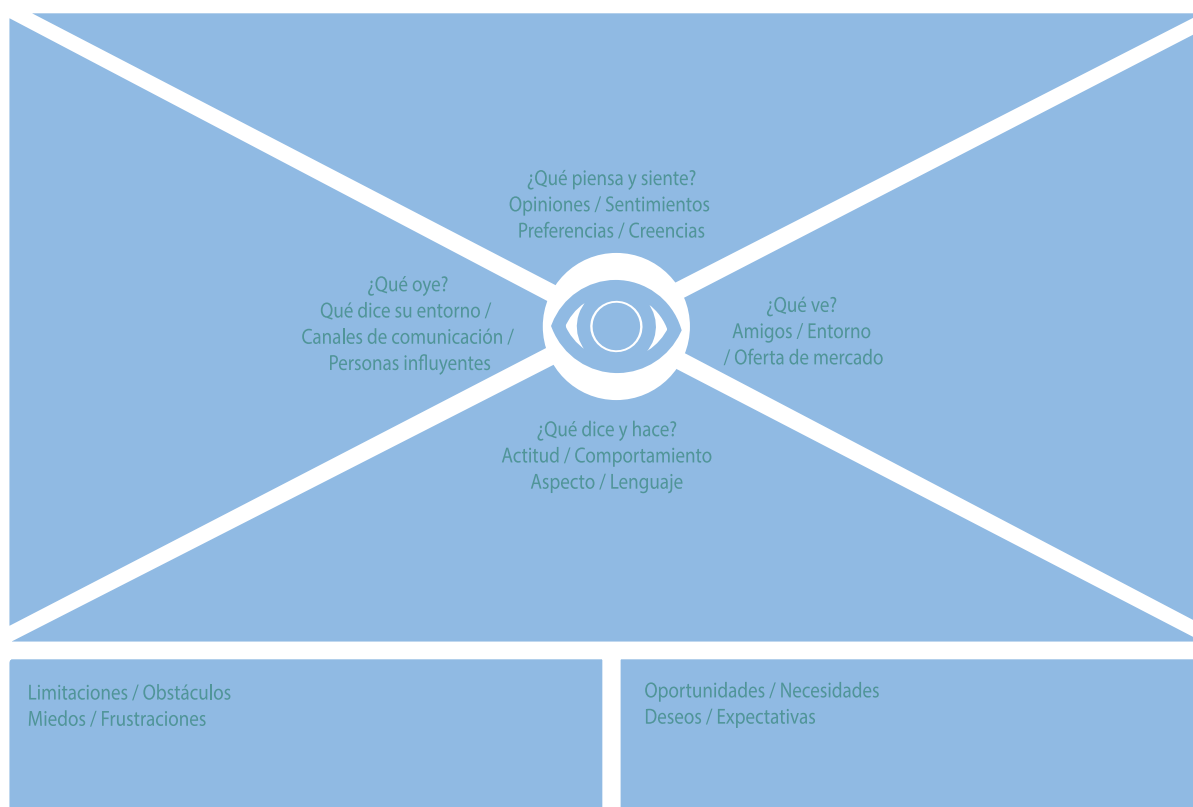 ¿Qué piensa y siente?
Opiniones / Sentimientos
Preferencias / Creencias
¿Qué oye?
Qué dice su entorno /
Canales de comunicación /
Personas influyentes
¿Qué ve?
Amigos / Entorno
/ Oferta de mercado
¿Qué dice y hace?
Actitud / Comportamiento
Aspecto / Lenguaje
Limitaciones / Obstáculos
Miedos / Frustraciones
Oportunidades / Necesidades
Deseos / Expectativas